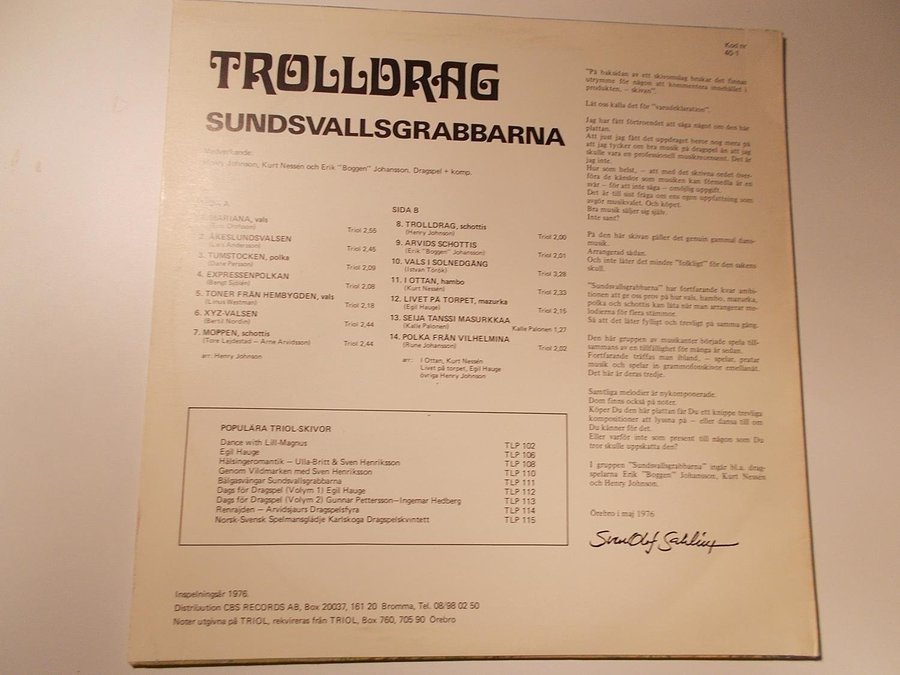 TROLLDRAG
SUNDSVALLSGRABBARNA
Kod nr
40-1
Medverkande:
Johnson, Kurt Nessén och Erik "Boggen" Johansson, Dragspel + komp.
SIDA A
1. MARIANA, vals
Triol 2,55
2. ÅKESLUNDSVALSEN
(Lars Andersson)
Triol 2,45
3. TUMSTOCKEN, polka
(Dane Persson)
Triol 2,09
4. EXPRESSENPOLKAN
(Bengt Sjölén)
Triol 2,08
5. TONER FRÅN HEMBYGDEN, vals
(Linus Westman)
Triol 2,18
6. XYZ-VALSEN
(Bertil Nordin)
Triol 2,44
7. MOPPEN, schottis
(Tore Lejdestad – Arne Arvidsson)
Triol 2,44
arr: Henry Johnson
SIDA B
8. TROLLDRAG, schottis
(Henry Johnson)
Triol 2,00
9. ARVIDS SCHOTTIS
(Erik "Boggen" Johansson)
Triol 2,01
10. VALS I SOLNEDGÅNG
(Istvan Török)
Triol 3,28
11. I OTTAN, hambo
(Kurt Nessén)
Triol 2,33
12. LIVET PÅ TORPET, mazurka
(Egil Hauge)
Triol 2,15
13. SEIJA TANSSI MASURKKAA
(Kalle Palonen)
Kalle Palonen 1,27
14. POLKA FRÅN VILHELMINA
(Rune Johansson)
Triol 2,02
arr: I Ottan, Kurt Nessén
Livet på torpet, Egil Hauge
övriga Henry Johnson
POPULÄRA TRIOL-SKIVOR
Dance with Lill-Magnus TLP 102
Egil Hauge TLP 106
Hälsingeromantik – Ulla-Britt & Sven Henriksson TLP 108
Genom Vildmarken med Sven Henriksson TLP 110
Bälgasvängar Sundsvallsgrabbarna TLP 111
Dags för Dragspel (Volym 1) Egil Hauge TLP 112
Dags för Dragspel (Volym 2) Gunnar Pettersson–Ingemar Hedberg TLP 113
Renrajden – Arvidsjaurs Dragspelsfyra TLP 114
Norsk-Svensk Spelmansglädje Karlskoga Dragspelskvintett TLP 115
Inspelningsår 1976.
Distribution CBS RECORDS AB, Box 20037, 161 20 Bromma, Tel. 08/98 02 50
Noter utgivna på TRIOL, rekvireras från TRIOL, Box 760, 705 90 Örebro
"På baksidan av ett skivomslag brukar det finnas
utrymme för någon att kommentera innehållet i
produkten, – skivan".
Låt oss kalla det för "varudeklaration".
Jag har fått förtroendet att säga något om den här
plattan.
Att just jag fått det uppdraget beror nog mera på
att jag tycker om bra musik på dragspel än att jag
skulle vara en professionell musikrecensent. Det är
jag inte.
Hur som helst, – att med det skrivna ordet över-
föra de känslor som musiken kan förmedla är en
svår – för att inte säga – omöjlig uppgift.
Det är till sist fråga om ens egen uppfattning som
avgör musikvalet. Och köpet.
Bra musik säljer sig själv.
Inte sant?
På den här skivan gäller det genuin gammal dans-
musik.
Arrangerad sådan.
Och inte låter det mindre "folkligt" för den sakens
skull.
"Sundsvallsgrabbarna" har fortfarande kvar ambi-
tionen att ge oss prov på hur vals, hambo, mazurka,
polka och schottis kan låta när man arrangerar me-
lodierna för flera stämmor.
Så att det låter fylligt och trevligt på samma gång.
Den här gruppen av musikanter började spela till-
sammans av en tillfällighet för många år sedan.
Fortfarande träffas man ibland, – spelar, pratar
musik och spelar in grammofonskivor emellanåt.
Det här är deras tredje.
Samtliga melodier är nykomponerade.
Dom finns också på noter.
Köper Du den här plattan får Du ett knippe trevliga
kompositioner att lyssna på – eller dansa till om
Du känner för det.
Eller varför inte som present till någon som Du
tror skulle uppskatta den?
I gruppen "Sundsvallsgrabbarna" ingår bl.a. drag-
spelarna Erik "Boggen" Johansson, Kurt Nessén
och Henry Johnson.
Örebro i maj 1976